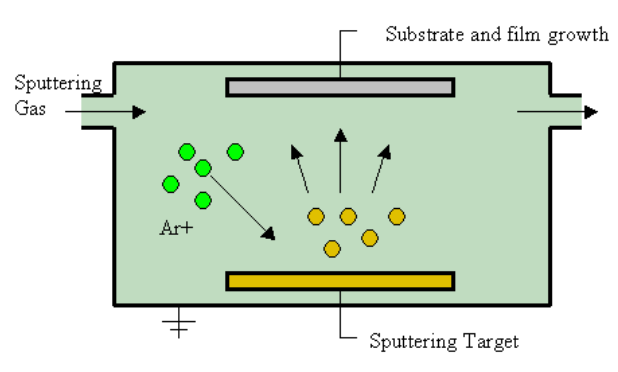 Substrate and film growth
Sputtering
Gas
Ar+
Sputtering Target